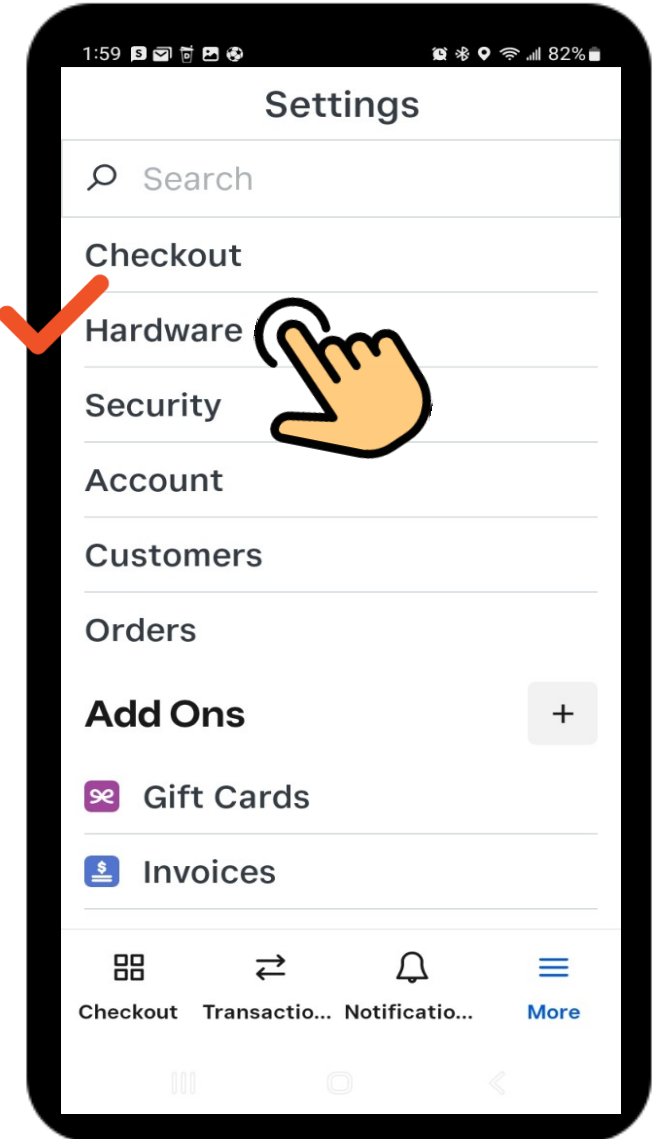 1:59 82%
Settings
Search
Checkout
Hardware
Security
Account
Customers
Orders
Add Ons +
Gift Cards
Invoices
Checkout Transactio... Notificatio... More